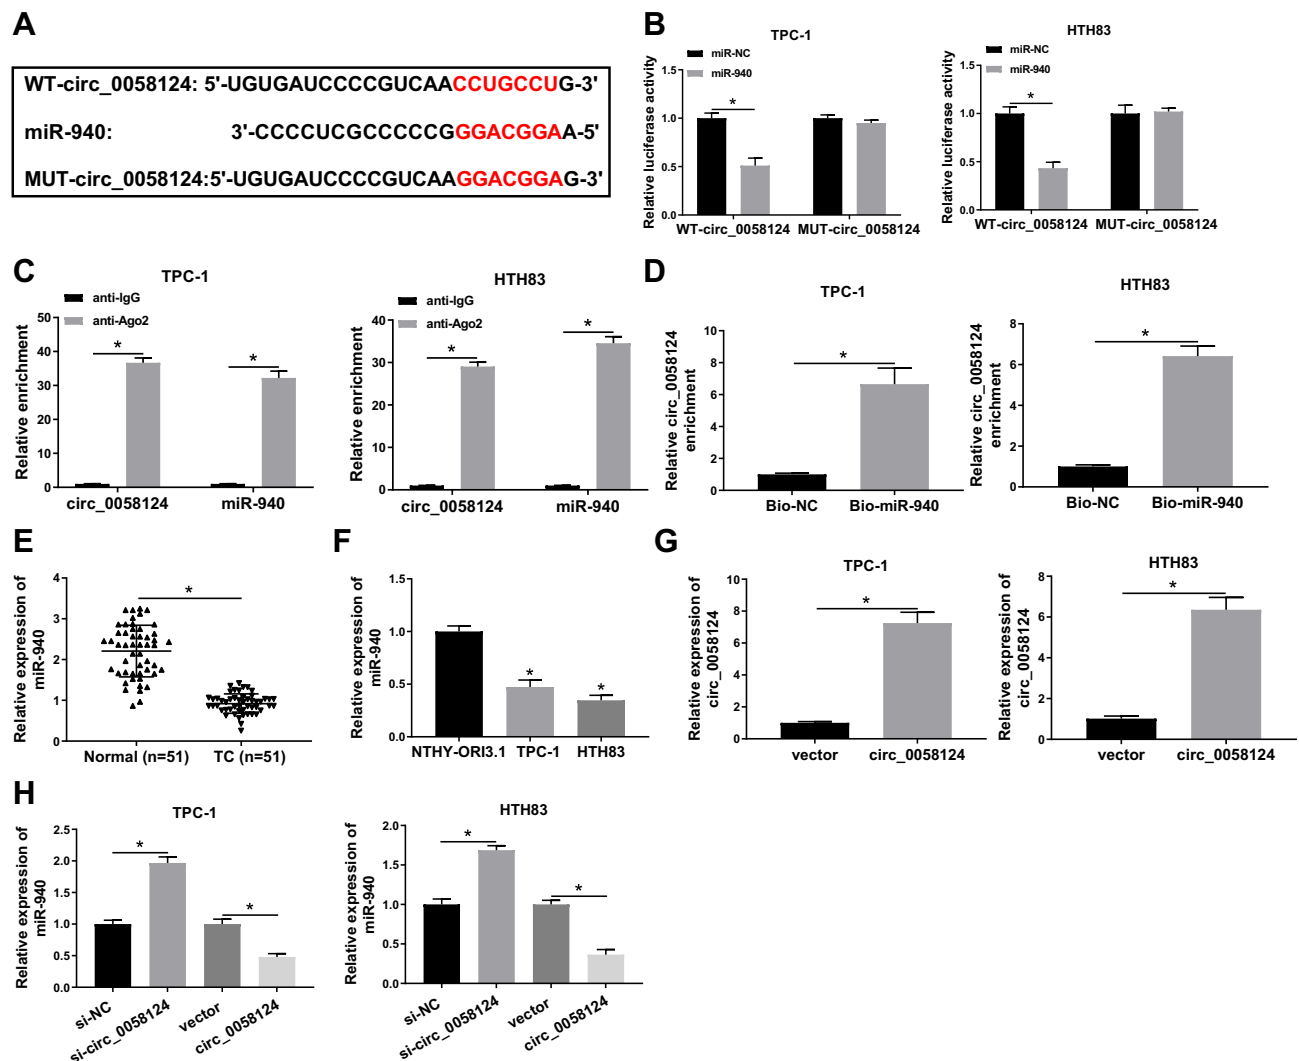 A
WT-circ_0058124: 5'-UGUGAUCCCCGUCAACCUGCCUG-3'
miR-940: 3'-CCCCUCGCCCCCGGGACGGAA-5'
MUT-circ_0058124:5'-UGUGAUCCCCGUCAAGGACGGAG-3'
B
TPC-1
miR-NC
miR-940
Relative luciferase activity
1.5
1.0
0.5
0.0
*
WT-circ_0058124 MUT-circ_0058124
HTH83
miR-NC
miR-940
Relative luciferase activity
1.5
1.0
0.5
0.0
*
WT-circ_0058124 MUT-circ_0058124
C
TPC-1
anti-IgG
anti-Ago2
Relative enrichment
50
40
30
20
10
0
*
*
circ_0058124 miR-940
HTH83
anti-IgG
anti-Ago2
Relative enrichment
40
30
20
10
0
*
*
circ_0058124 miR-940
D
TPC-1
Relative circ_0058124
enrichment
10
8
6
4
2
0
*
Bio-NC Bio-miR-940
HTH83
Relative circ_0058124
enrichment
8
6
4
2
0
*
Bio-NC Bio-miR-940
E
Relative expression of
miR-940
4
3
2
1
0
*
Normal (n=51) TC (n=51)
F
Relative expression of
miR-940
1.5
1.0
0.5
0.0
*
*
NTHY-ORI3.1 TPC-1 HTH83
G
TPC-1
Relative expression of
circ_0058124
10
8
6
4
2
0
*
vector circ_0058124
HTH83
Relative expression of
circ_0058124
8
6
4
2
0
*
vector circ_0058124
H
TPC-1
Relative expression of
miR-940
2.5
2.0
1.5
1.0
0.5
0.0
*
*
si-NC
si-circ_0058124
vector
circ_0058124
HTH83
Relative expression of
miR-940
2.0
1.5
1.0
0.5
0.0
*
*
si-NC
si-circ_0058124
vector
circ_0058124